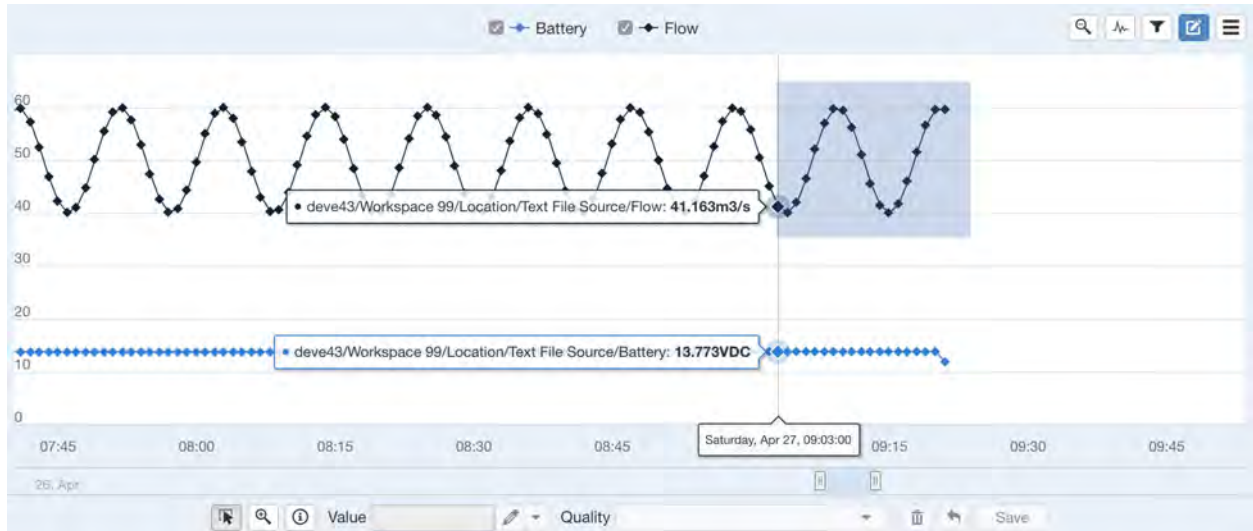 Battery Flow
60
50
40
deve43/Workspace 99/Location/Text File Source/Flow: 41.163m3/s
30
20
deve43/Workspace 99/Location/Text File Source/Battery: 13.773VDC
10
0
07:45 08:00 08:15 08:30 08:45 Saturday, Apr 27, 09:03:00 09:15 09:30 09:45
26. Apr
Value Quality Save